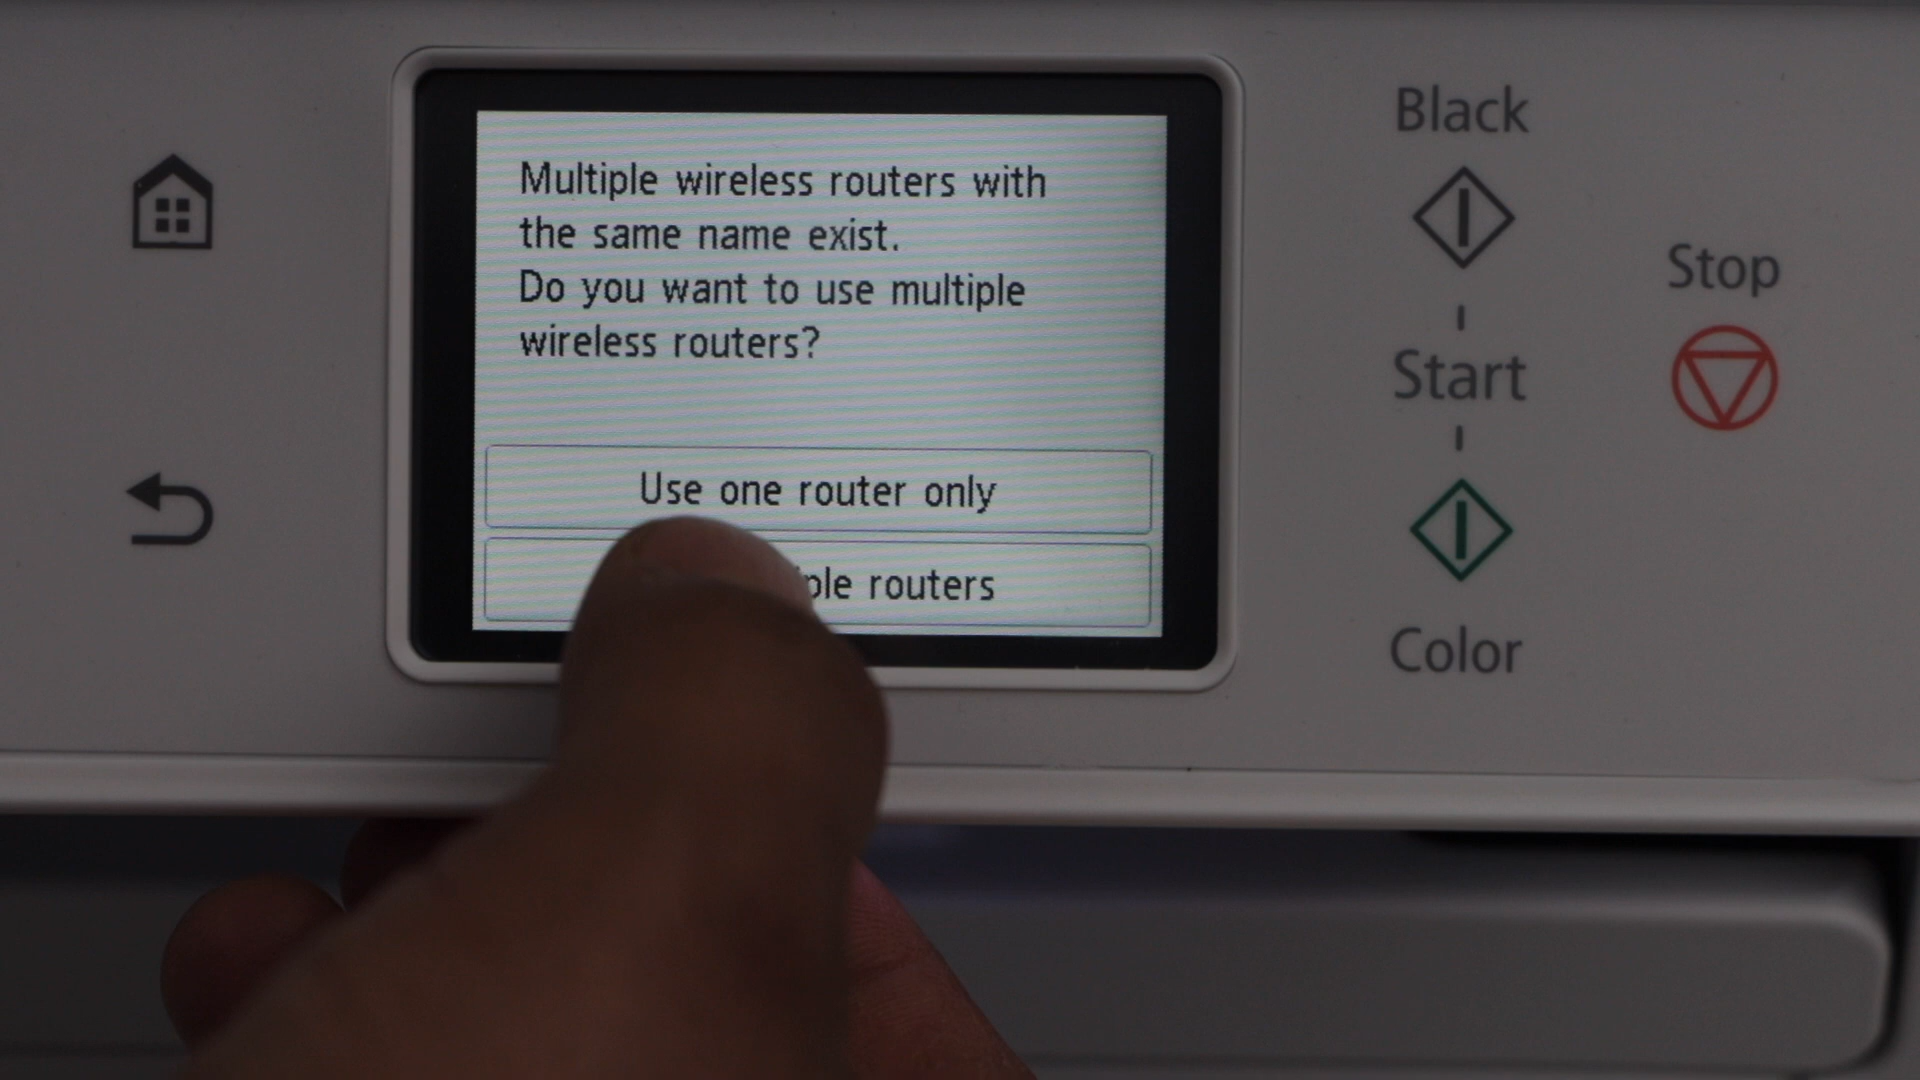 Multiple wireless routers with
the same name exist.
Do you want to use multiple
wireless routers?
Use one router only
routers
Black
Start
Color
Stop